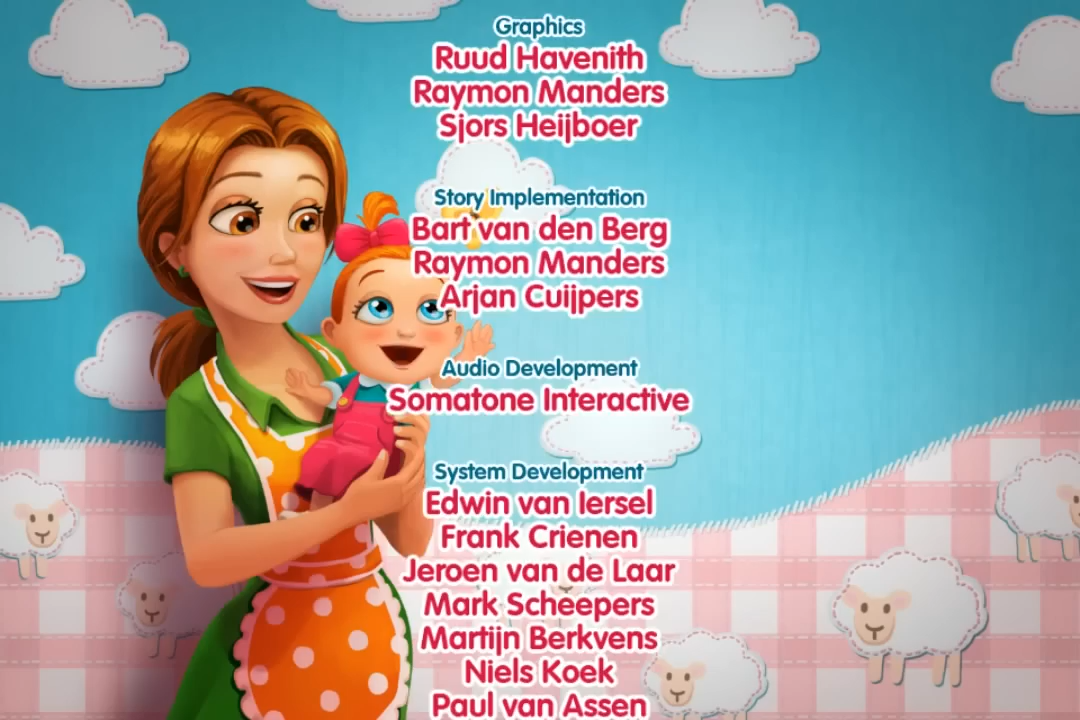 Graphics
Ruud Havenith
Raymon Manders
Sjors Heijboer
Story Implementation
Bart van den Berg
Raymon Manders
Arjan Cuijpers
Audio Development
Somatone Interactive
System Development
Edwin van Iersel
Frank Crienen
Jeroen van de Laar
Mark Scheepers
Martijn Berkvens
Niels Koek
Paul van Assen